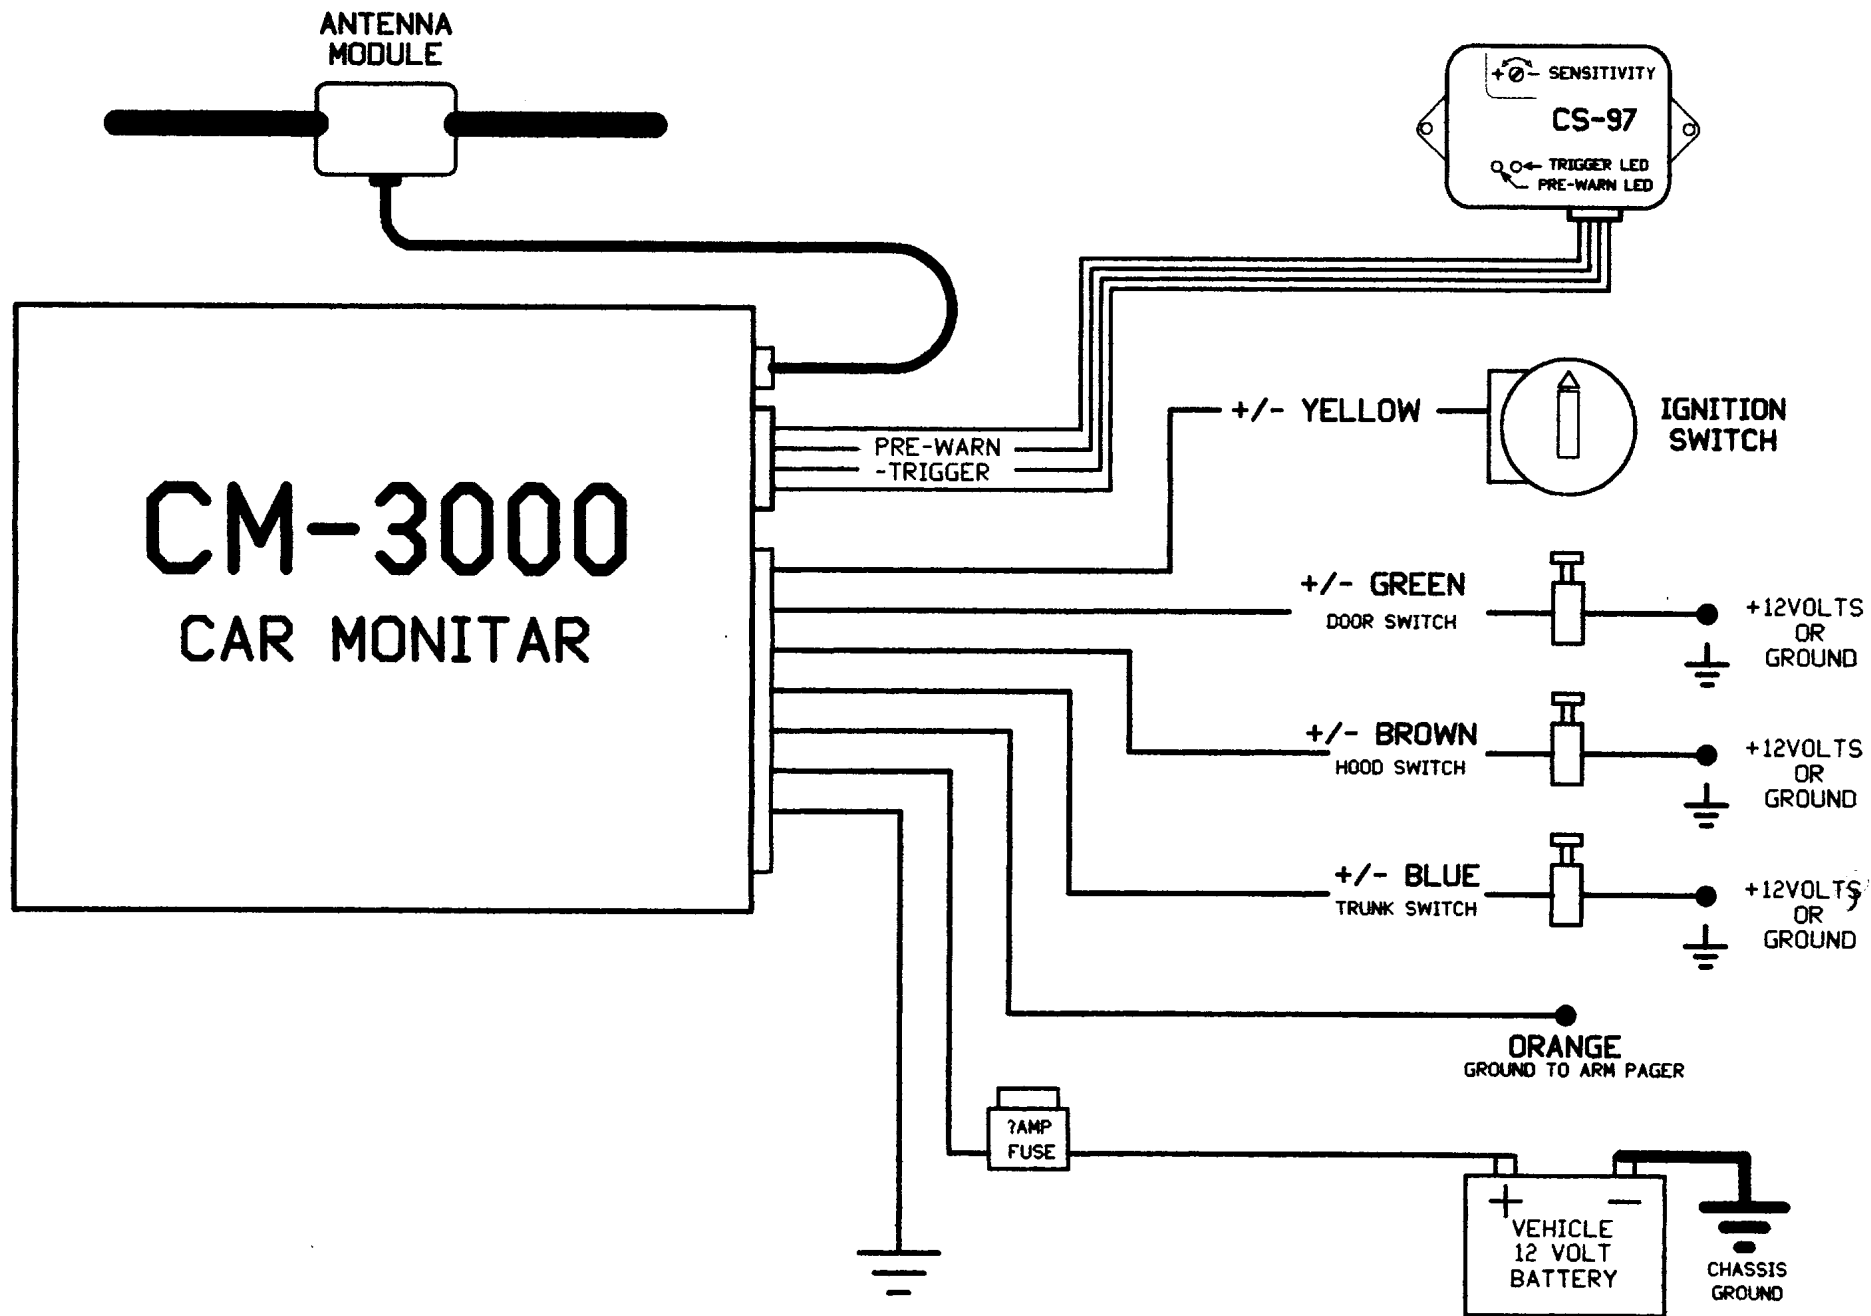 ANTENNA
MODULE
+ - SENSITIVITY
CS-97
TRIGGER LED
PRE-WARN LED
+/- YELLOW
IGNITION
SWITCH
PRE-WARN
-TRIGGER
CM-3000
CAR MONITAR
+/- GREEN
DOOR SWITCH
+12VOLTS
OR
GROUND
+/- BROWN
HOOD SWITCH
+12VOLTS
OR
GROUND
+/- BLUE
TRUNK SWITCH
+12VOLTS
OR
GROUND
ORANGE
GROUND TO ARM PAGER
?AMP
FUSE
+ -
VEHICLE
12 VOLT
BATTERY
CHASSIS
GROUND